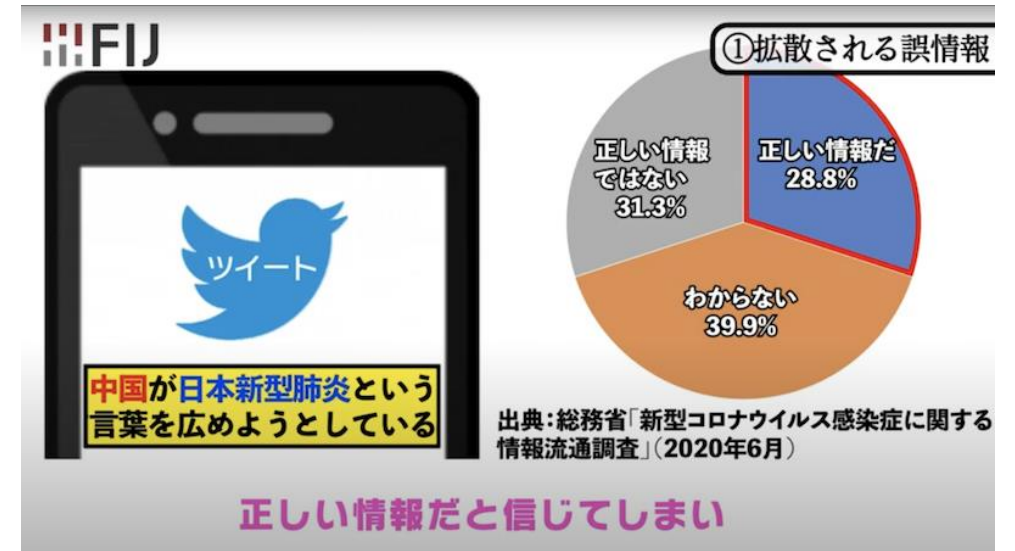 FIJ
①拡散される誤情報
ツイート
中国が日本新型肺炎という
言葉を広めようとしている
正しい情報
ではない
31.3%
正しい情報だ
28.8%
わからない
39.9%
出典:総務省「新型コロナウイルス感染症に関する
情報流通調査」(2020年6月)
正しい情報だと信じてしまい